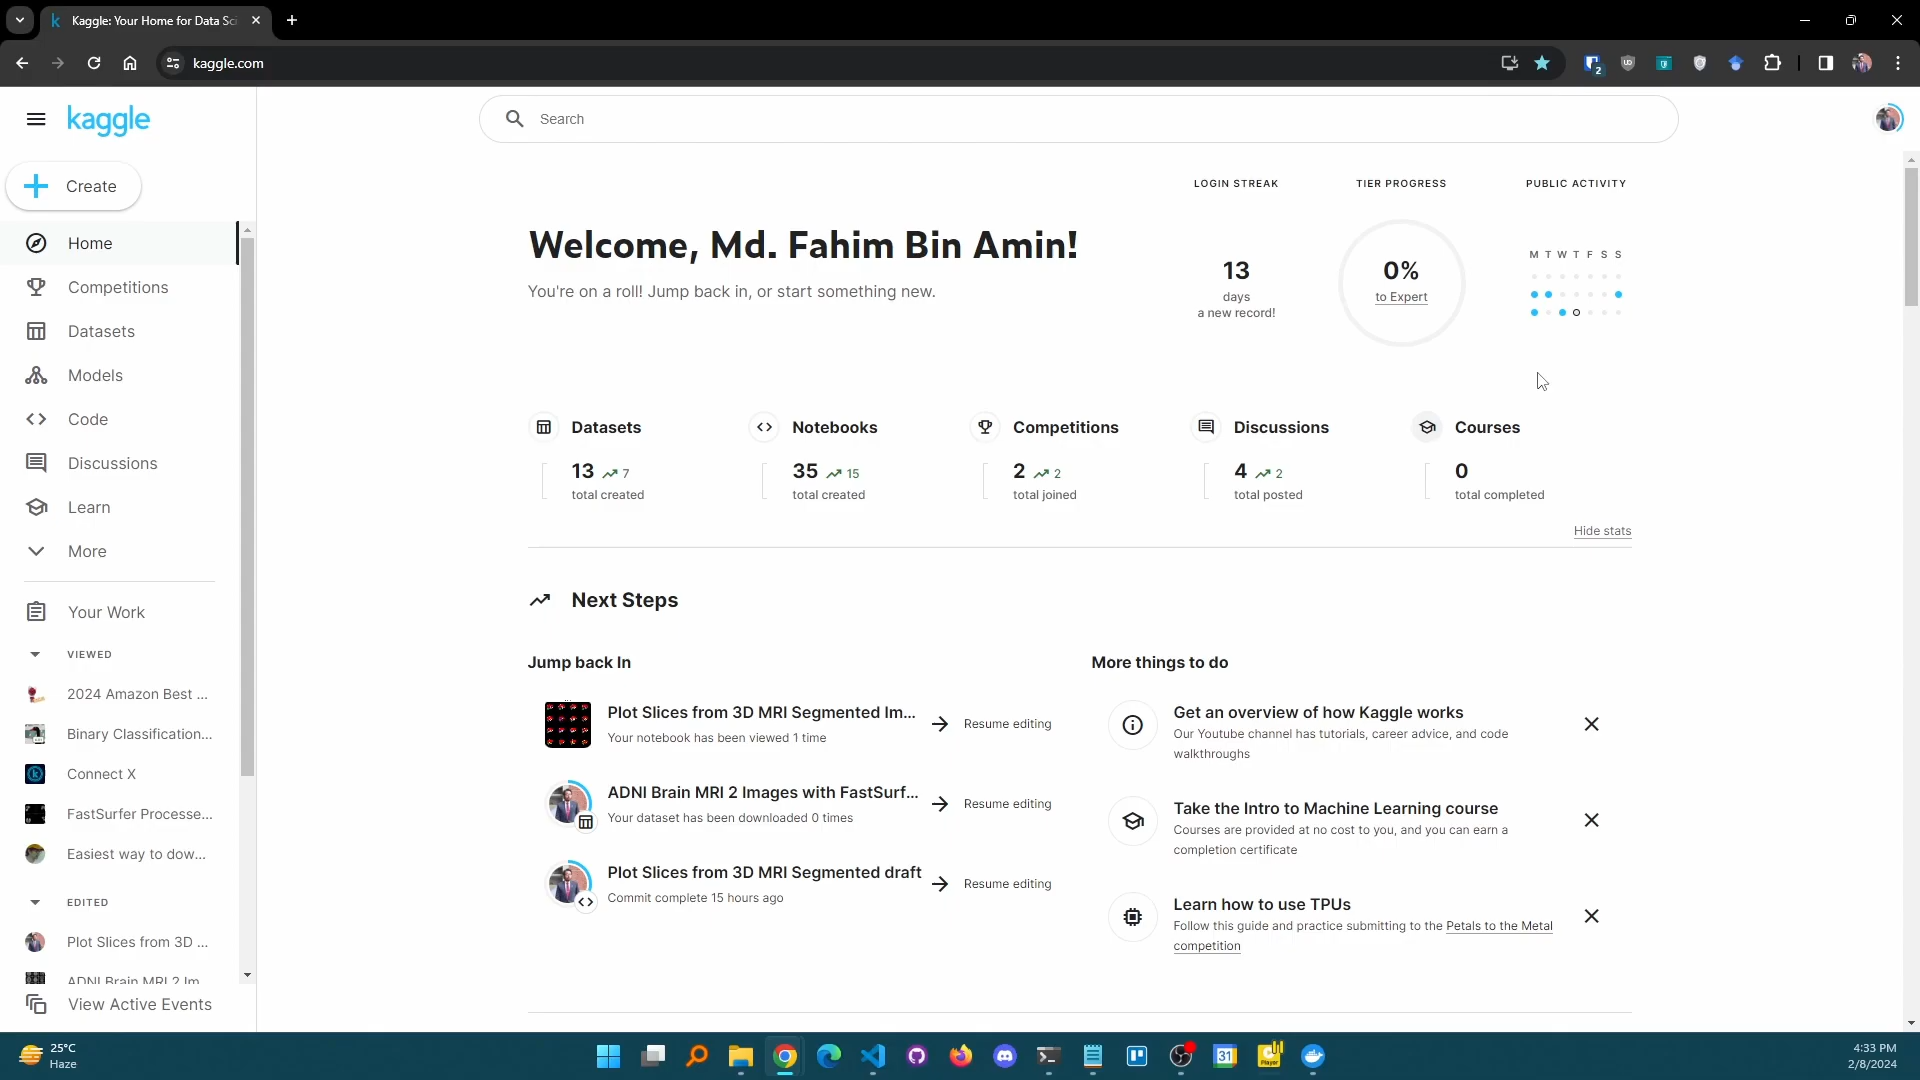 Kaggle: Your Home for Data Sci
kaggle.com
2
kaggle
Search
Create
Home
Competitions
Datasets
Models
Code
Discussions
Learn
More
Your Work
VIEWED
2024 Amazon Best ...
Binary Classification...
Connect X
FastSurfer Processe...
Easiest way to dow...
EDITED
Plot Slices from 3D ...
ADNI Brain MRI 2 Im
View Active Events
Welcome, Md. Fahim Bin Amin!
You're on a roll! Jump back in, or start something new.
LOGIN STREAK
13
days
a new record!
TIER PROGRESS
0%
to Expert
PUBLIC ACTIVITY
M T W T F S S
Datasets
13 7
total created
Notebooks
35 15
total created
Competitions
2 2
total joined
Discussions
4 2
total posted
Courses
0
total completed
Hide stats
Next Steps
Jump back In
Plot Slices from 3D MRI Segmented Im...
Your notebook has been viewed 1 time
Resume editing
ADNI Brain MRI 2 Images with FastSurf...
Your dataset has been downloaded 0 times
Resume editing
Plot Slices from 3D MRI Segmented draft
Commit complete 15 hours ago
Resume editing
More things to do
Get an overview of how Kaggle works
Our Youtube channel has tutorials, career advice, and code
walkthroughs
Take the Intro to Machine Learning course
Courses are provided at no cost to you, and you can earn a
completion certificate
Learn how to use TPUs
Follow this guide and practice submitting to the Petals to the Metal
competition
25°C
Haze
31
4:33 PM
2/8/2024